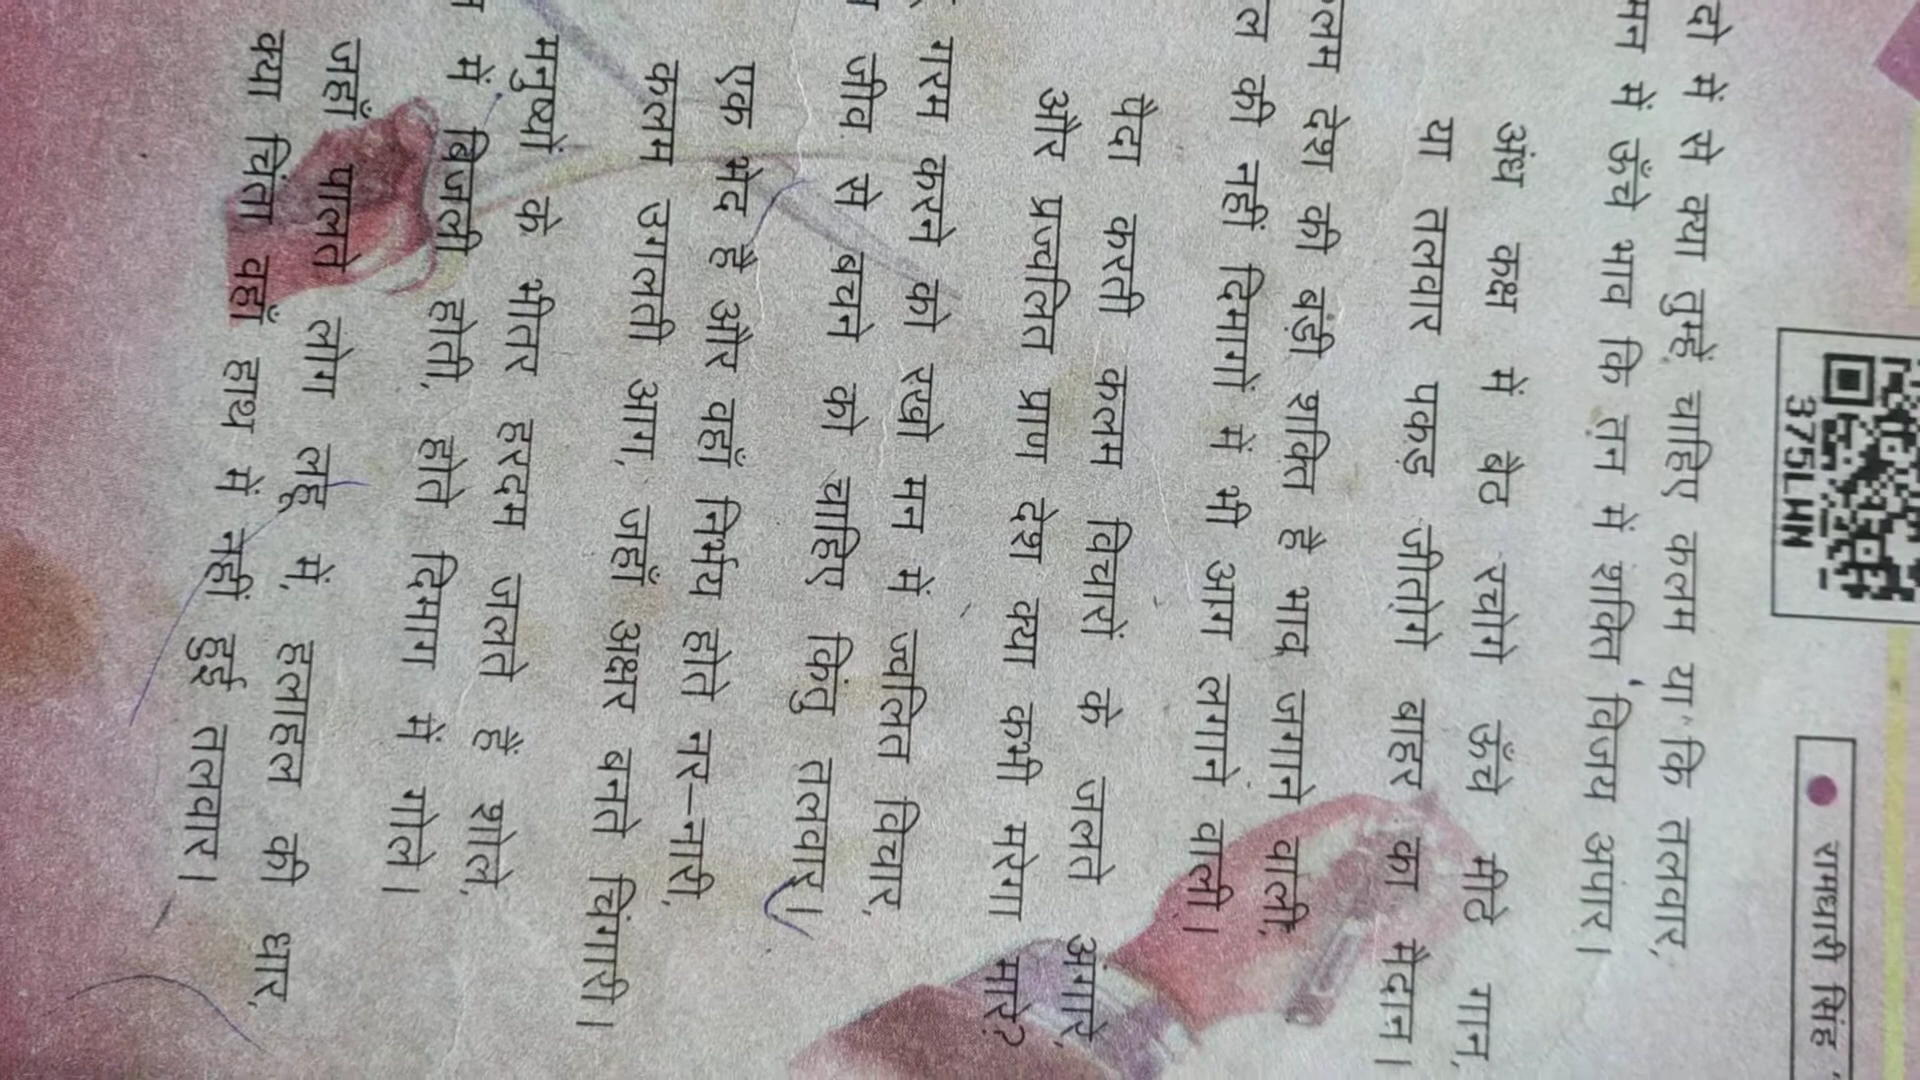 375LHN
• रामधारी सिंह '
दो में से क्या तुम्हें चाहिए कलम या कि तलवार,
मन में ऊँचे भाव कि तन में शक्ति विजय अपार।
अंध कक्ष में बैठ रचोगे ऊँचे मीठे गान,
या तलवार पकड़ जीतोगे बाहर का मैदान।
लम देश की बड़ी शक्ति है भाव जगाने वाली,
ल की नहीं दिमागों में भी आग लगाने वाली।
पैदा करती कलम विचारों के जलते अंगारे,
और प्रज्वलित प्राण देश क्या कभी मरेगा मारे?
गरम करने को रखो मन में ज्वलित विचार,
जीव से बचने को चाहिए किंतु तलवार।
एक भेद है और वहाँ निर्भय होते नर–नारी,
कलम उगलती आग, जहाँ अक्षर बनते चिंगारी।
मनुष्यों के भीतर हरदम जलते हैं शोले,
में बिजली होती, होते दिमाग में गोले।
जहाँ पालते लोग लहू में, हलाहल की धार,
क्या चिंता वहाँ हाथ में नहीं हुई तलवार।